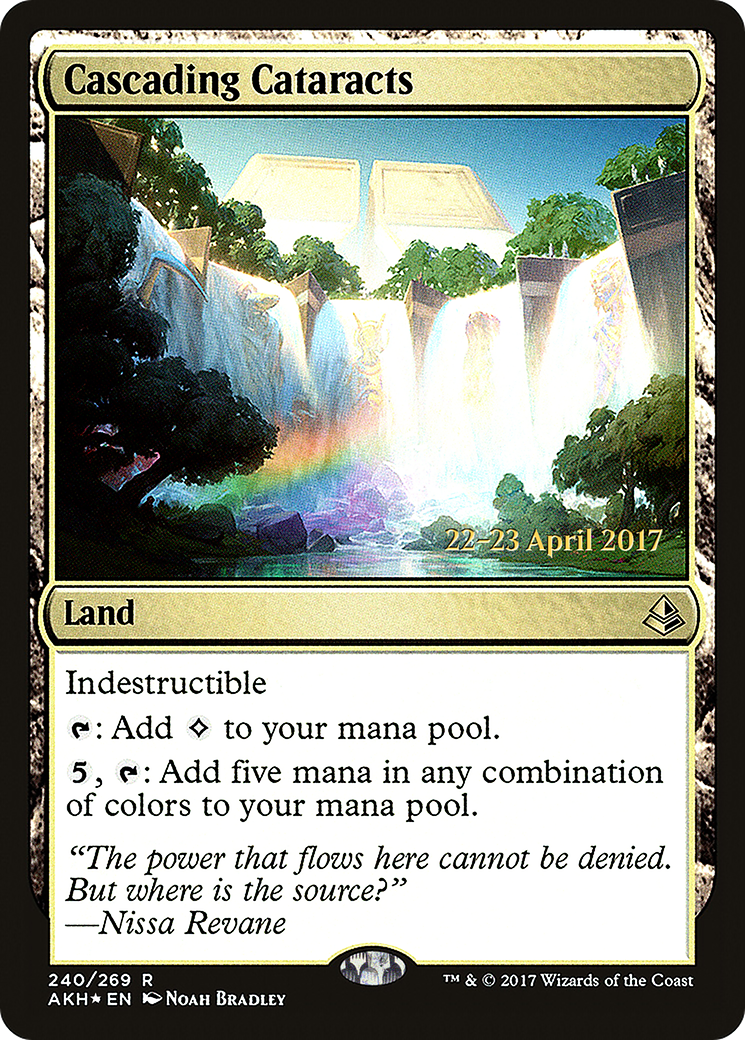 Cascading Cataracts
22–23 April 2017
Land
Indestructible
: Add to your mana pool.
5, : Add five mana in any combination
of colors to your mana pool.
“The power that flows here cannot be denied.
But where is the source?”
—Nissa Revane
240/269 R
™ & © 2017 Wizards of the Coast
AKH★EN Noah Bradley